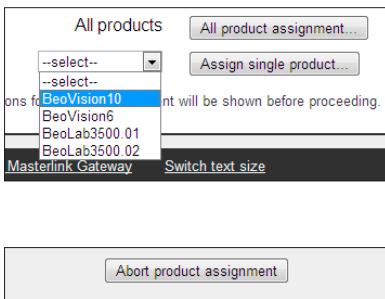 All products All product assignment...
--select-- Assign single product...
--select--
BeoVision10
ons fo nt will be shown before proceeding.
BeoVision6
BeoLab3500.01
BeoLab3500.02
Masterlink Gateway Switch text size
Abort product assignment